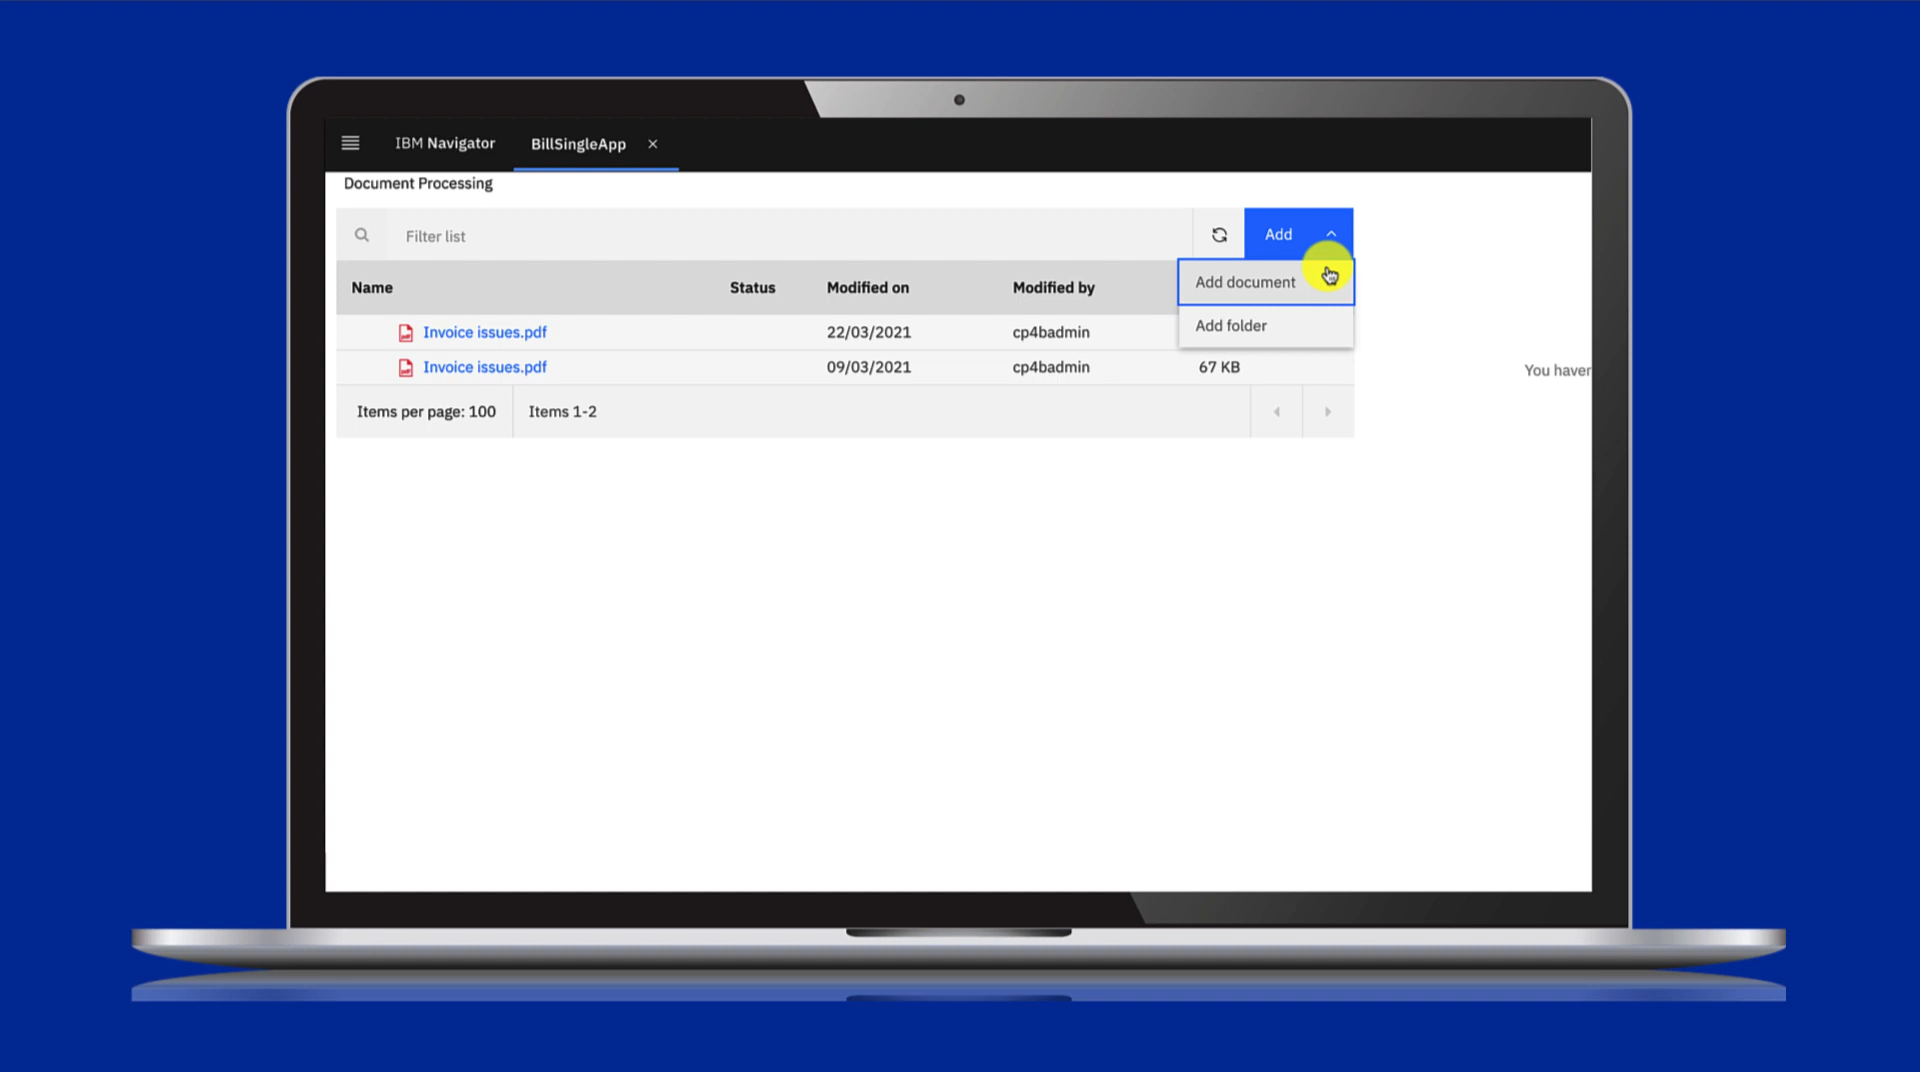 IBM Navigator BillSingleApp
Document Processing
Filter list Add
Name Status Modified on Modified by Add document
Invoice issues.pdf 22/03/2021 cp4badmin Add folder
Invoice issues.pdf 09/03/2021 cp4badmin 67 KB
You haven
Items per page: 100 Items 1-2